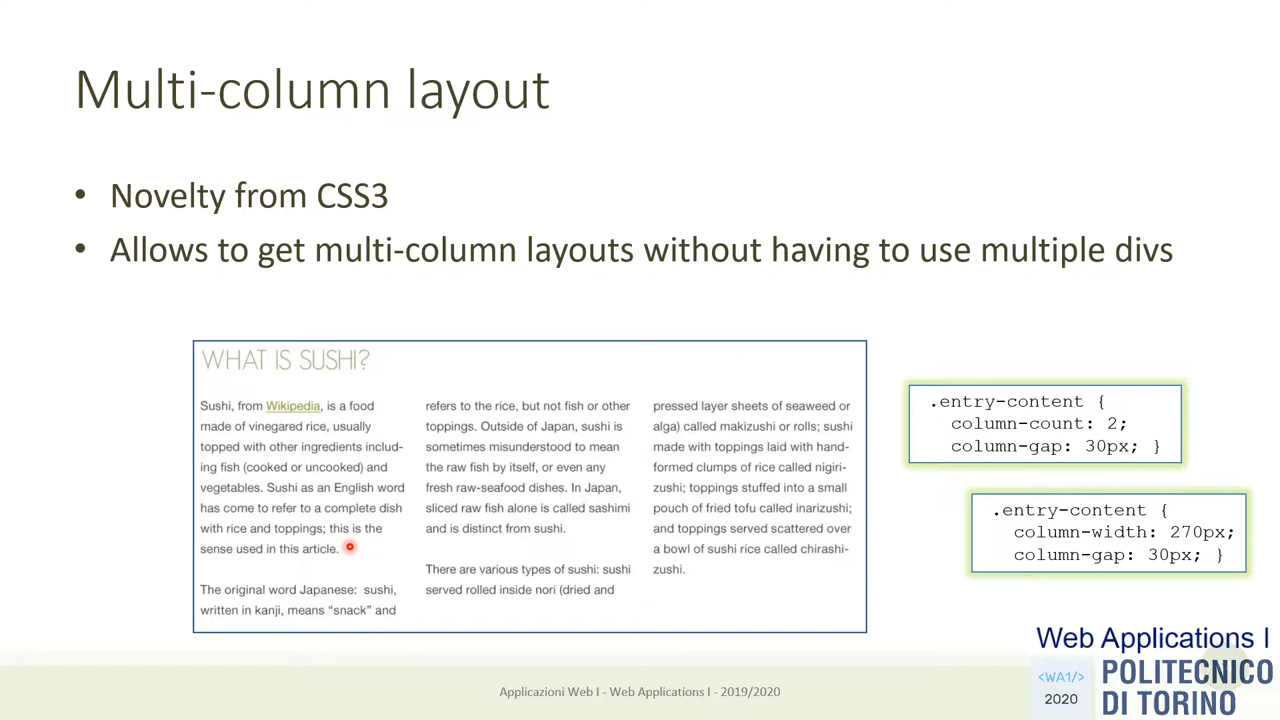 Multi-column layout
• Novelty from CSS3
• Allows to get multi-column layouts without having to use multiple divs
WHAT IS SUSHI?
Sushi, from Wikipedia, is a food
made of vinegared rice, usually
topped with other ingredients includ-
ing fish (cooked or uncooked) and
vegetables. Sushi as an English word
has come to refer to a complete dish
with rice and toppings; this is the
sense used in this article.
The original word Japanese: sushi,
written in kanji, means “snack” and
refers to the rice, but not fish or other
toppings. Outside of Japan, sushi is
sometimes misunderstood to mean
the raw fish by itself, or even any
fresh raw-seafood dishes. In Japan,
sliced raw fish alone is called sashimi
and is distinct from sushi.
There are various types of sushi: sushi
served rolled inside nori (dried and
pressed layer sheets of seaweed or
alga) called makizushi or rolls; sushi
made with toppings laid with hand-
formed clumps of rice called nigiri-
zushi; toppings stuffed into a small
pouch of fried tofu called inarizushi;
and toppings served scattered over
a bowl of sushi rice called chirashi-
zushi.
.entry-content {
column-count: 2;
column-gap: 30px; }
.entry-content {
column-width: 270px;
column-gap: 30px; }
Applicazioni Web I - Web Applications I - 2019/2020
Web Applications I
<WA1/>
2020
POLITECNICO
DI TORINO